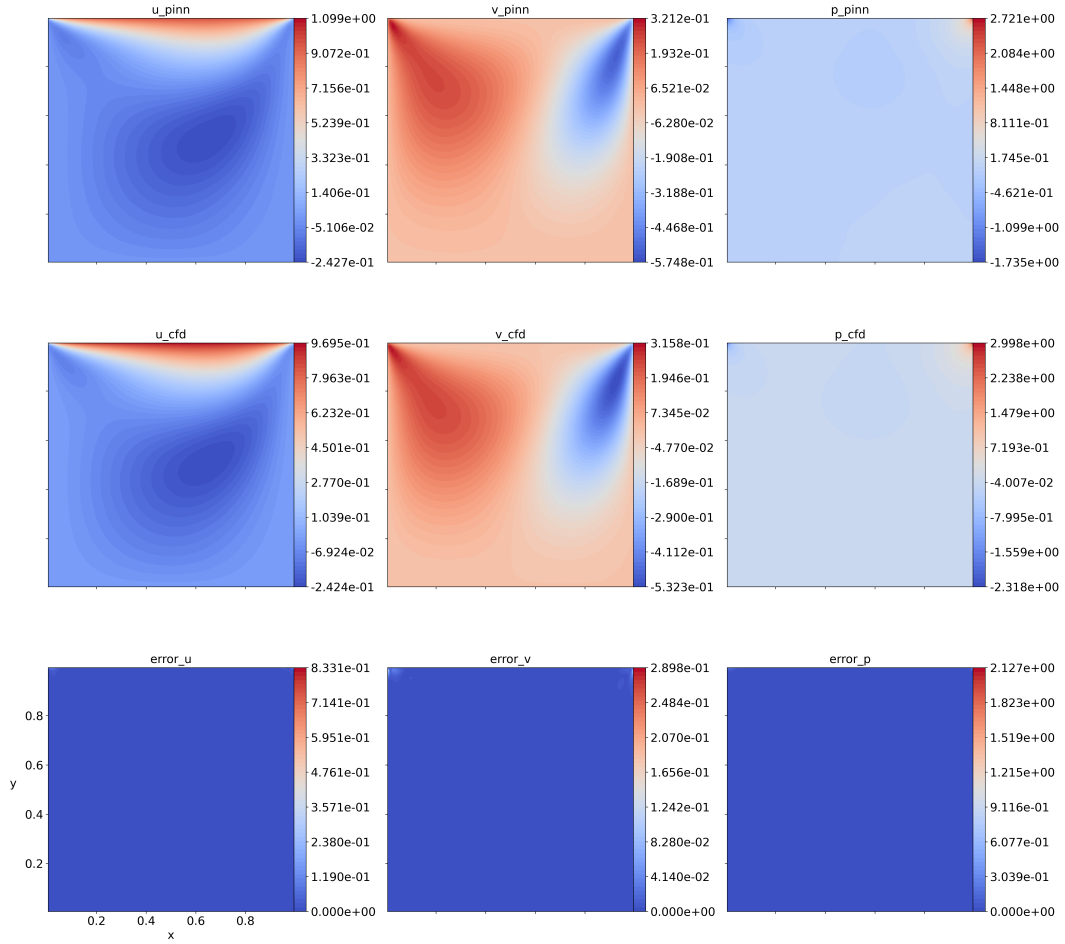 u_pinn
1.099e+00
9.072e-01
7.156e-01
5.239e-01
3.323e-01
1.406e-01
-5.106e-02
-2.427e-01
v_pinn
3.212e-01
1.932e-01
6.521e-02
-6.280e-02
-1.908e-01
-3.188e-01
-4.468e-01
-5.748e-01
p_pinn
2.721e+00
2.084e+00
1.448e+00
8.111e-01
1.745e-01
-4.621e-01
-1.099e+00
-1.735e+00
u_cfd
9.695e-01
7.963e-01
6.232e-01
4.501e-01
2.770e-01
1.039e-01
-6.924e-02
-2.424e-01
v_cfd
3.158e-01
1.946e-01
7.345e-02
-4.770e-02
-1.689e-01
-2.900e-01
-4.112e-01
-5.323e-01
p_cfd
2.998e+00
2.238e+00
1.479e+00
7.193e-01
-4.007e-02
-7.995e-01
-1.559e+00
-2.318e+00
error_u
0.8
0.6
y
0.4
0.2
0.2 0.4 0.6 0.8
x
8.331e-01
7.141e-01
5.951e-01
4.761e-01
3.571e-01
2.380e-01
1.190e-01
0.000e+00
error_v
2.898e-01
2.484e-01
2.070e-01
1.656e-01
1.242e-01
8.280e-02
4.140e-02
0.000e+00
error_p
2.127e+00
1.823e+00
1.519e+00
1.215e+00
9.116e-01
6.077e-01
3.039e-01
0.000e+00